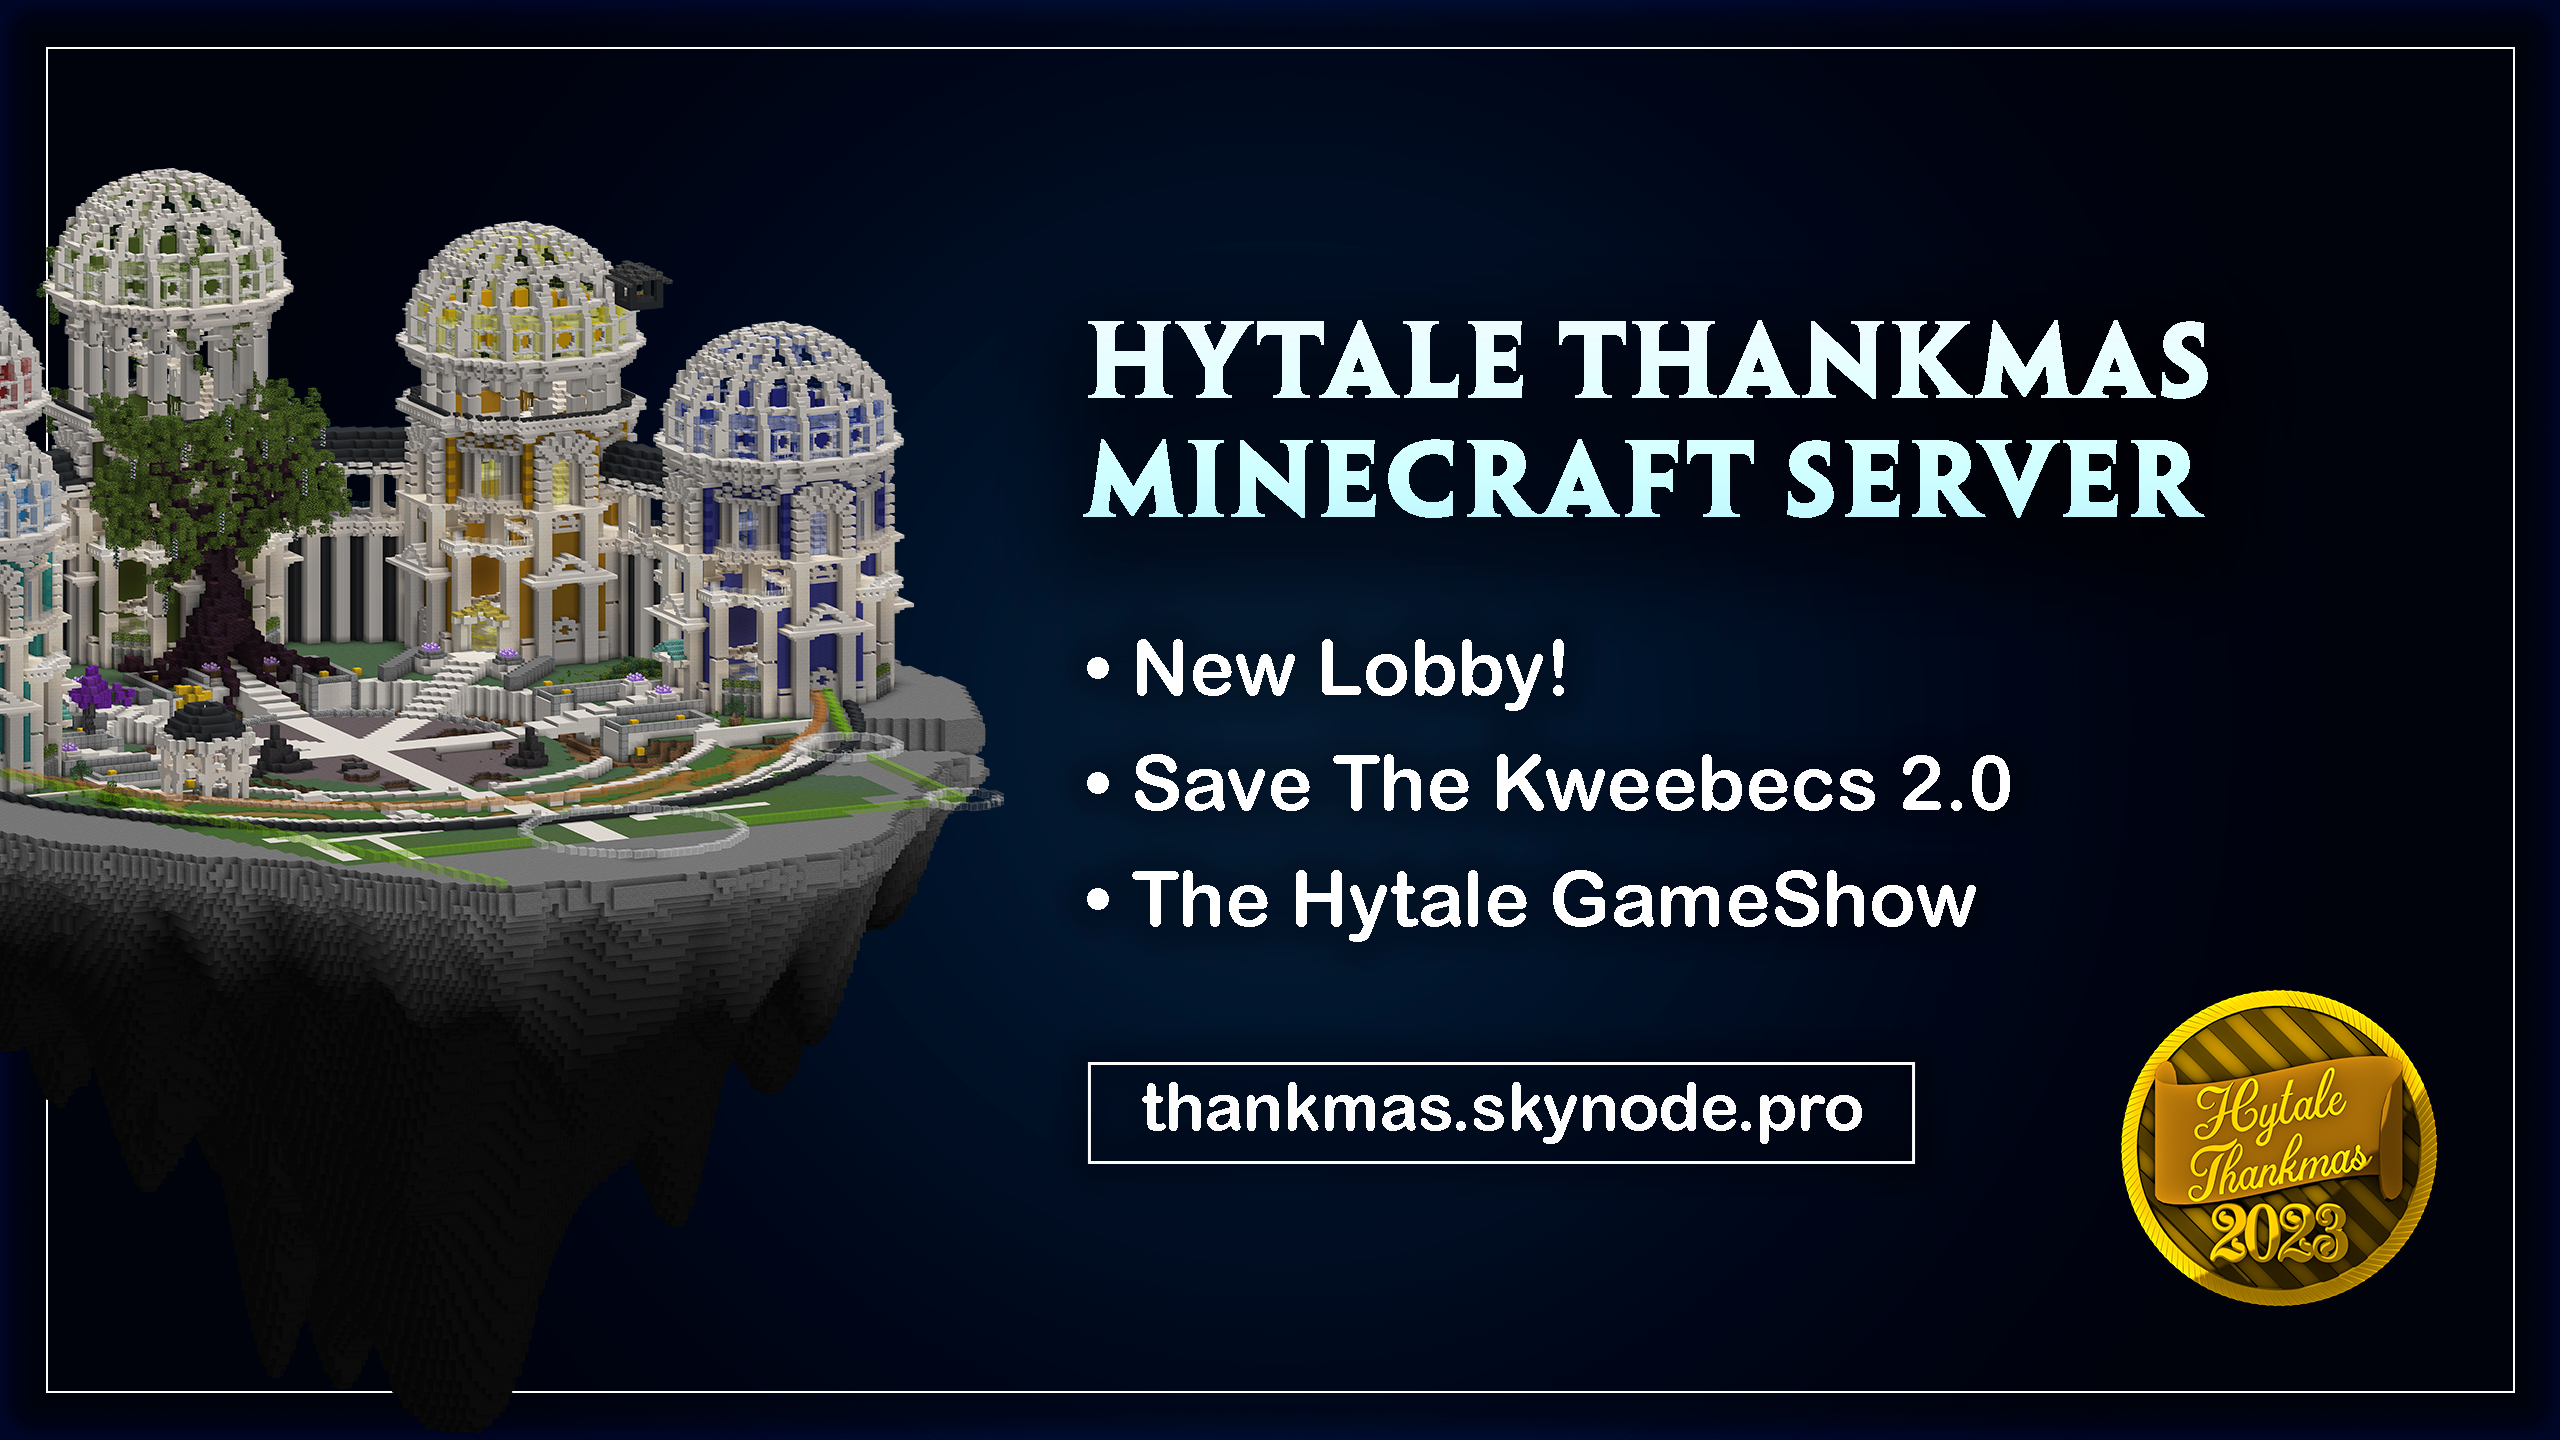 HYTALE THANKMAS
MINECRAFT SERVER
• New Lobby!
• Save The Kweebecs 2.0
• The Hytale GameShow
thankmas.skynode.pro
Hytale
Thankmas
2023